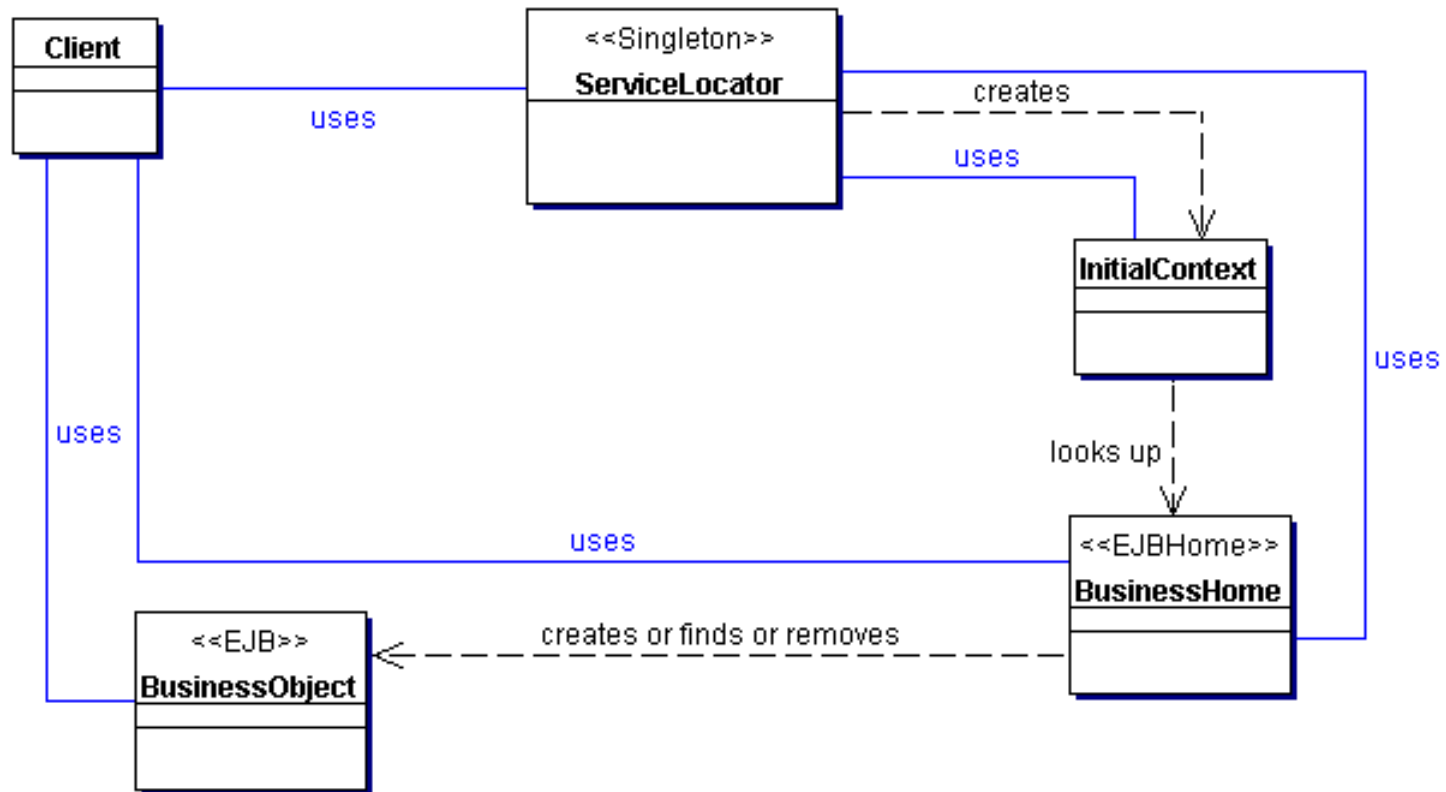 Client
<<Singleton>>
ServiceLocator
uses
creates
uses
InitialContext
uses
uses
looks up
uses
<<EJBHome>>
BusinessHome
<<EJB>>
BusinessObject
creates or finds or removes